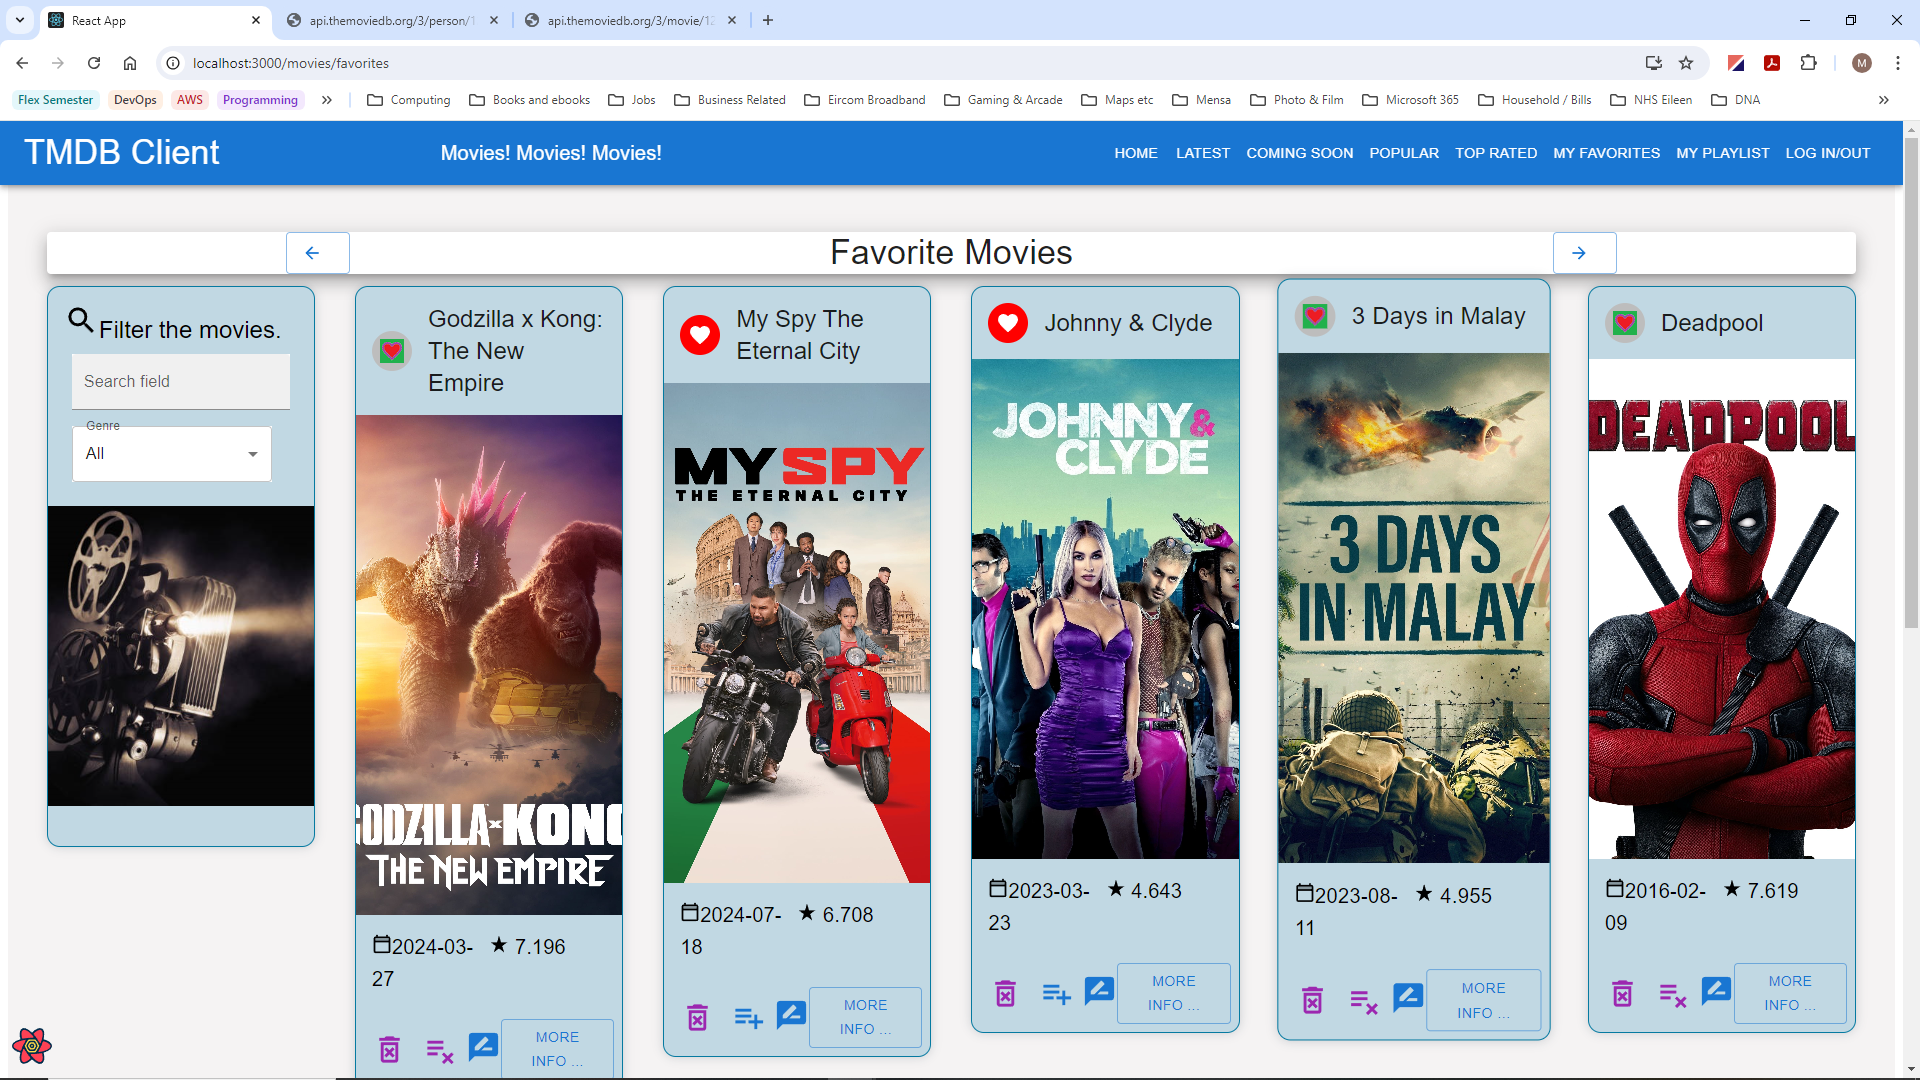 React App
api.themoviedb.org/3/person/1
api.themoviedb.org/3/movie/12
localhost:3000/movies/favorites
M
Flex Semester
DevOps
AWS
Programming
Computing
Books and ebooks
Jobs
Business Related
Eircom Broadband
Gaming & Arcade
Maps etc
Mensa
Photo & Film
Microsoft 365
Household / Bills
NHS Eileen
DNA
TMDB Client
Movies! Movies! Movies!
HOME
LATEST
COMING SOON
POPULAR
TOP RATED
MY FAVORITES
MY PLAYLIST
LOG IN/OUT
Favorite Movies
Filter the movies.
Search field
Genre
All
Godzilla x Kong:
The New
Empire
GODZILLA x KONG
THE NEW EMPIRE
2024-03-
27
7.196
MORE
INFO ...
My Spy The
Eternal City
MY SPY
THE ETERNAL CITY
2024-07-
18
6.708
MORE
INFO ...
Johnny & Clyde
JOHNNY &
CLYDE
2023-03-
23
4.643
MORE
INFO ...
3 Days in Malay
3 DAYS
IN MALAY
2023-08-
11
4.955
MORE
INFO ...
Deadpool
DEADPOOL
2016-02-
09
7.619
MORE
INFO ...